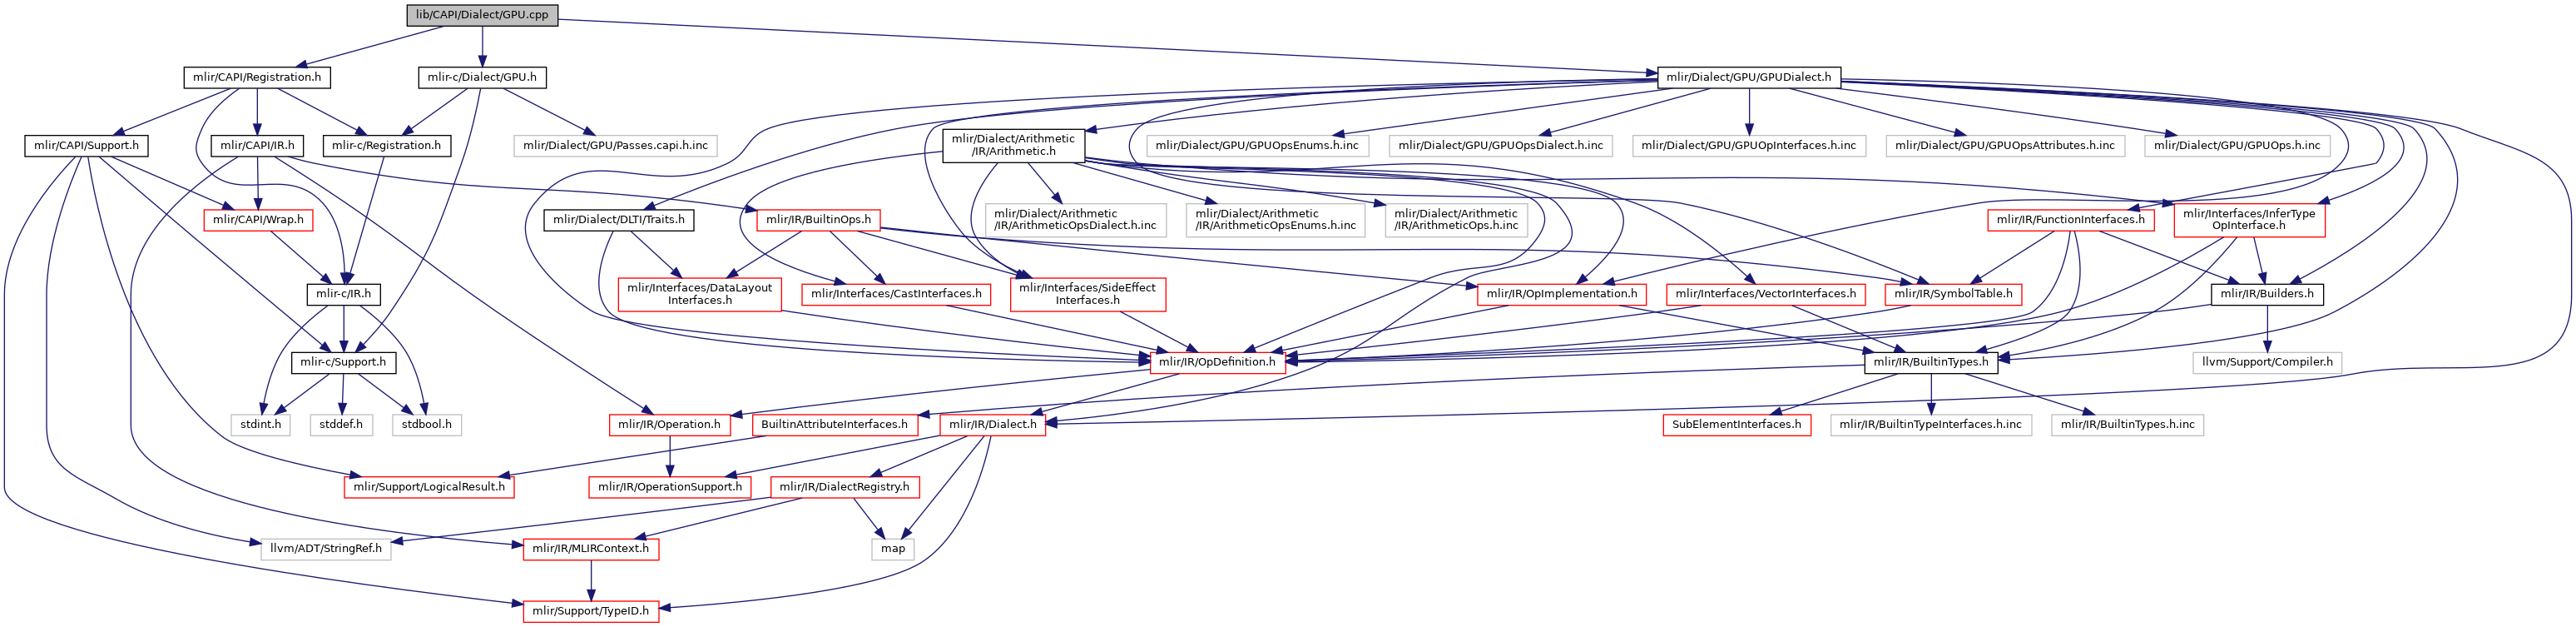 lib/CAPI/Dialect/GPU.cpp
mlir/CAPI/Registration.h
mlir-c/Dialect/GPU.h
mlir/Dialect/GPU/GPUDialect.h
mlir/CAPI/Support.h
mlir/CAPI/IR.h
mlir-c/Registration.h
mlir/Dialect/GPU/Passes.capi.h.inc
mlir/Dialect/Arithmetic
/IR/Arithmetic.h
mlir/Dialect/GPU/GPUOpsEnums.h.inc
mlir/Dialect/GPU/GPUOpsDialect.h.inc
mlir/Dialect/GPU/GPUOpInterfaces.h.inc
mlir/Dialect/GPU/GPUOpsAttributes.h.inc
mlir/Dialect/GPU/GPUOps.h.inc
mlir/CAPI/Wrap.h
mlir/Dialect/DLTI/Traits.h
mlir/IR/BuiltinOps.h
mlir/Dialect/Arithmetic
/IR/ArithmeticOpsDialect.h.inc
mlir/Dialect/Arithmetic
/IR/ArithmeticOpsEnums.h.inc
mlir/Dialect/Arithmetic
/IR/ArithmeticOps.h.inc
mlir/IR/FunctionInterfaces.h
mlir/Interfaces/InferType
OpInterface.h
mlir-c/IR.h
mlir/Interfaces/DataLayout
Interfaces.h
mlir/Interfaces/CastInterfaces.h
mlir/Interfaces/SideEffect
Interfaces.h
mlir/IR/OpImplementation.h
mlir/Interfaces/VectorInterfaces.h
mlir/IR/SymbolTable.h
mlir/IR/Builders.h
mlir-c/Support.h
mlir/IR/OpDefinition.h
mlir/IR/BuiltinTypes.h
llvm/Support/Compiler.h
stdint.h
stddef.h
stdbool.h
mlir/IR/Operation.h
BuiltinAttributeInterfaces.h
mlir/IR/Dialect.h
SubElementInterfaces.h
mlir/IR/BuiltinTypeInterfaces.h.inc
mlir/IR/BuiltinTypes.h.inc
mlir/Support/LogicalResult.h
mlir/IR/OperationSupport.h
mlir/IR/DialectRegistry.h
llvm/ADT/StringRef.h
mlir/IR/MLIRContext.h
map
mlir/Support/TypeID.h